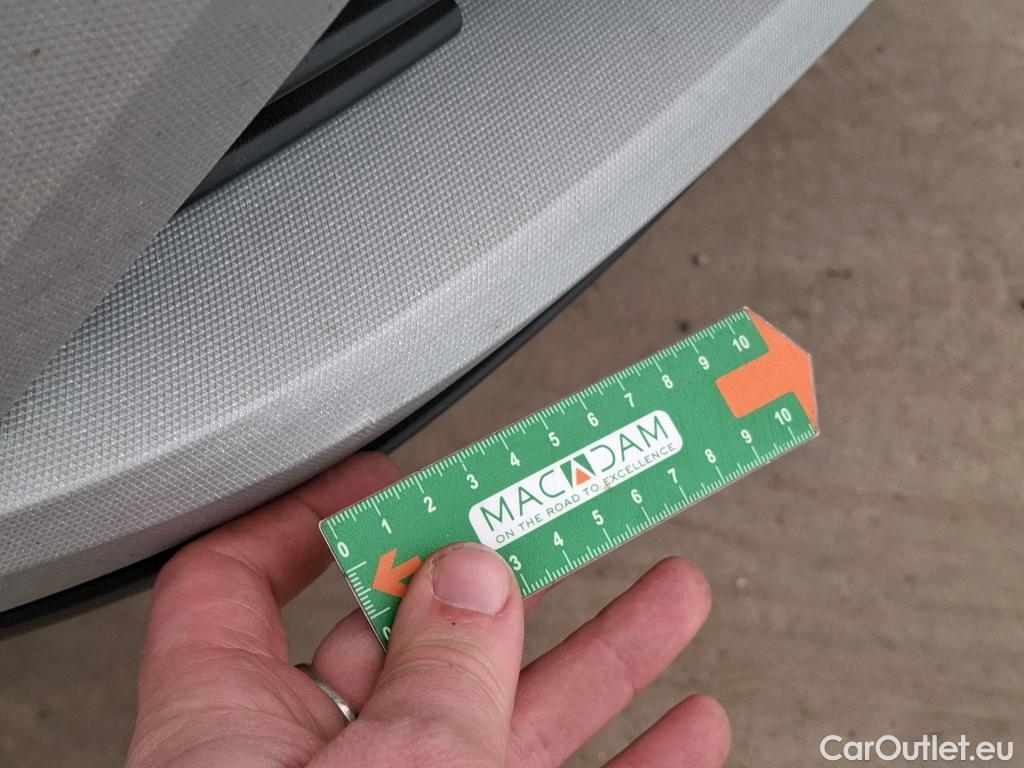 0 1 2 3 4 5 6 7 8 9 10
MACADAM
ON THE ROAD TO EXCELLENCE
0 3 4 5 6 7 8 9 10
CarOutlet.eu